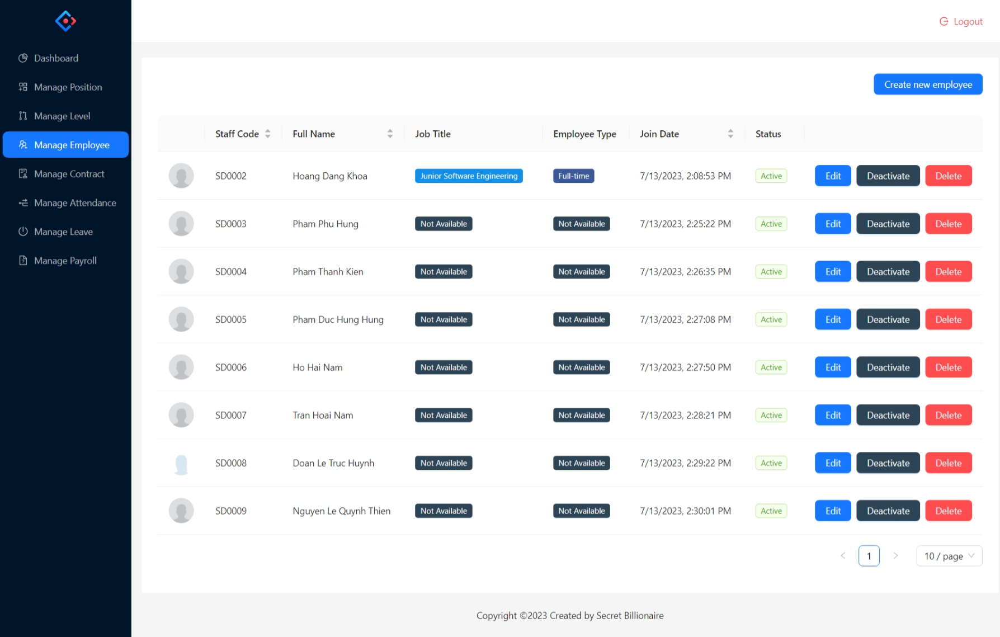 Logout
Dashboard
Manage Position
Manage Level
Manage Employee
Manage Contract
Manage Attendance
Manage Leave
Manage Payroll
Create new employee
Staff Code Full Name Job Title Employee Type Join Date Status
SD0002 Hoang Dang Khoa Junior Software Engineering Full-time 7/13/2023, 2:08:53 PM Active Edit Deactivate Delete
SD0003 Pham Phu Hung Not Available Not Available 7/13/2023, 2:25:22 PM Active Edit Deactivate Delete
SD0004 Pham Thanh Kien Not Available Not Available 7/13/2023, 2:26:35 PM Active Edit Deactivate Delete
SD0005 Pham Duc Hung Hung Not Available Not Available 7/13/2023, 2:27:08 PM Active Edit Deactivate Delete
SD0006 Ho Hai Nam Not Available Not Available 7/13/2023, 2:27:50 PM Active Edit Deactivate Delete
SD0007 Tran Hoai Nam Not Available Not Available 7/13/2023, 2:28:21 PM Active Edit Deactivate Delete
SD0008 Doan Le Truc Huynh Not Available Not Available 7/13/2023, 2:29:22 PM Active Edit Deactivate Delete
SD0009 Nguyen Le Quynh Thien Not Available Not Available 7/13/2023, 2:30:01 PM Active Edit Deactivate Delete
1 10 / page
Copyright ©2023 Created by Secret Billionaire